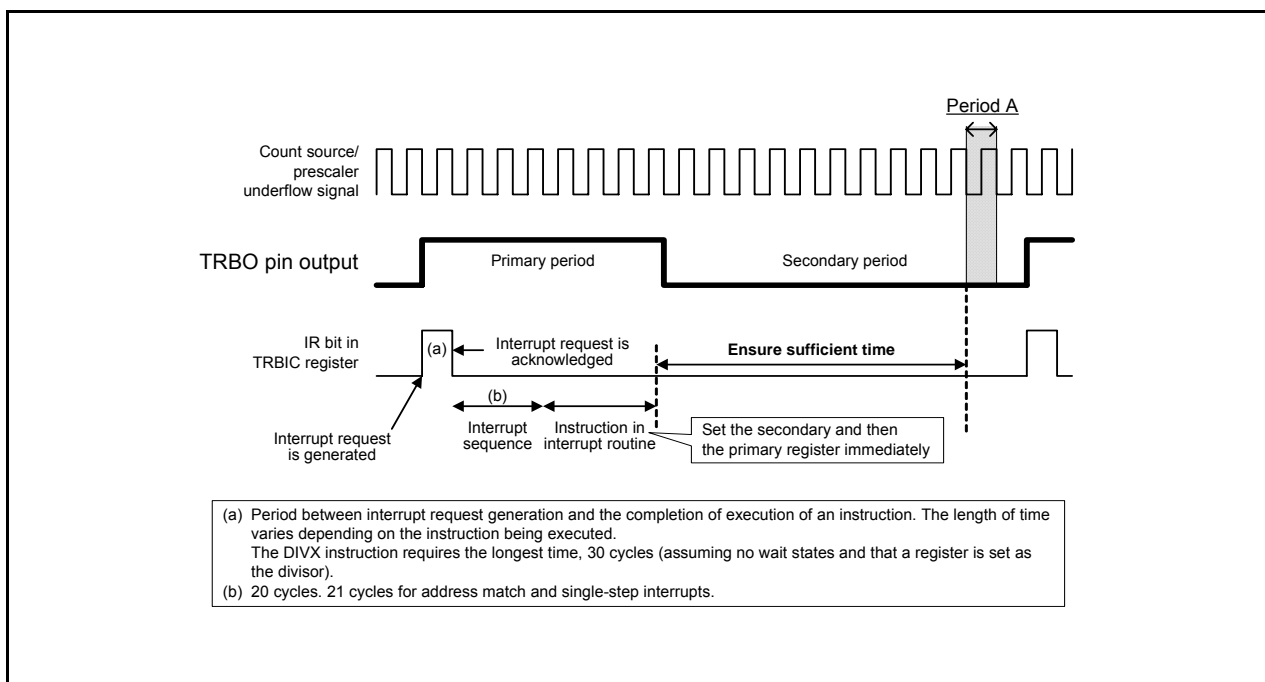 Period A
Count source/
prescaler
underflow signal
TRBO pin output
Primary period
Secondary period
IR bit in
TRBIC register
(a)
Interrupt request is
acknowledged
Ensure sufficient time
(b)
Interrupt request
is generated
Interrupt
sequence
Instruction in
interrupt routine
Set the secondary and then
the primary register immediately
(a) Period between interrupt request generation and the completion of execution of an instruction. The length of time
varies depending on the instruction being executed.
The DIVX instruction requires the longest time, 30 cycles (assuming no wait states and that a register is set as
the divisor).
(b) 20 cycles. 21 cycles for address match and single-step interrupts.